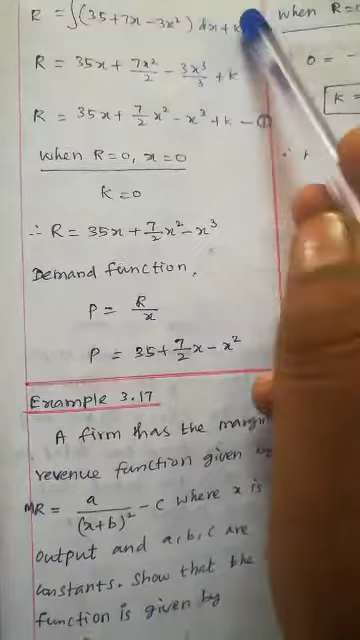 R = ∫(35+7x−3x²) dx+k
when R=0
R = 35x + 7x²/2 − 3x³/3 + k
0 = −
R = 35x + 7/2 x² − x³ + k —①
k =
when R=0, x=0
k=0
∴ R = 35x + 7/2 x² − x³
Demand function,
P = R/x
P = 35 + 7/2 x − x²
Example 3.17
A firm has the
revenue function given by
MR = a/(x+b)² − c where x is
output and a, b, c are
constants. Show that the
function is given by